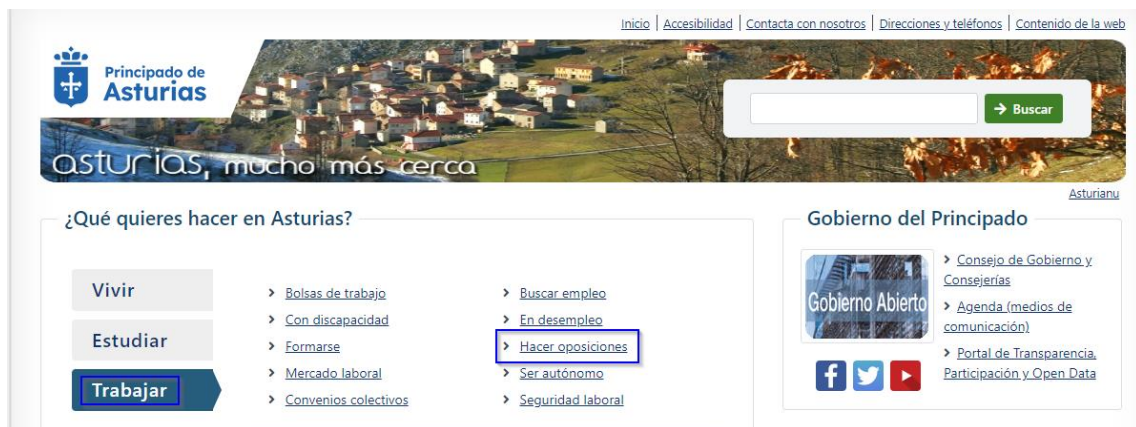 Inicio | Accesibilidad | Contacta con nosotros | Direcciones y teléfonos | Contenido de la web
Principado de
Asturias
→ Buscar
asturias, mucho más cerca
Asturianu
¿Qué quieres hacer en Asturias?
Vivir
Estudiar
Trabajar
Bolsas de trabajo
Con discapacidad
Formarse
Mercado laboral
Convenios colectivos
Buscar empleo
En desempleo
Hacer oposiciones
Ser autónomo
Seguridad laboral
Gobierno del Principado
Gobierno Abierto
Consejo de Gobierno y
Consejerías
Agenda (medios de
comunicación)
Portal de Transparencia,
Participación y Open Data